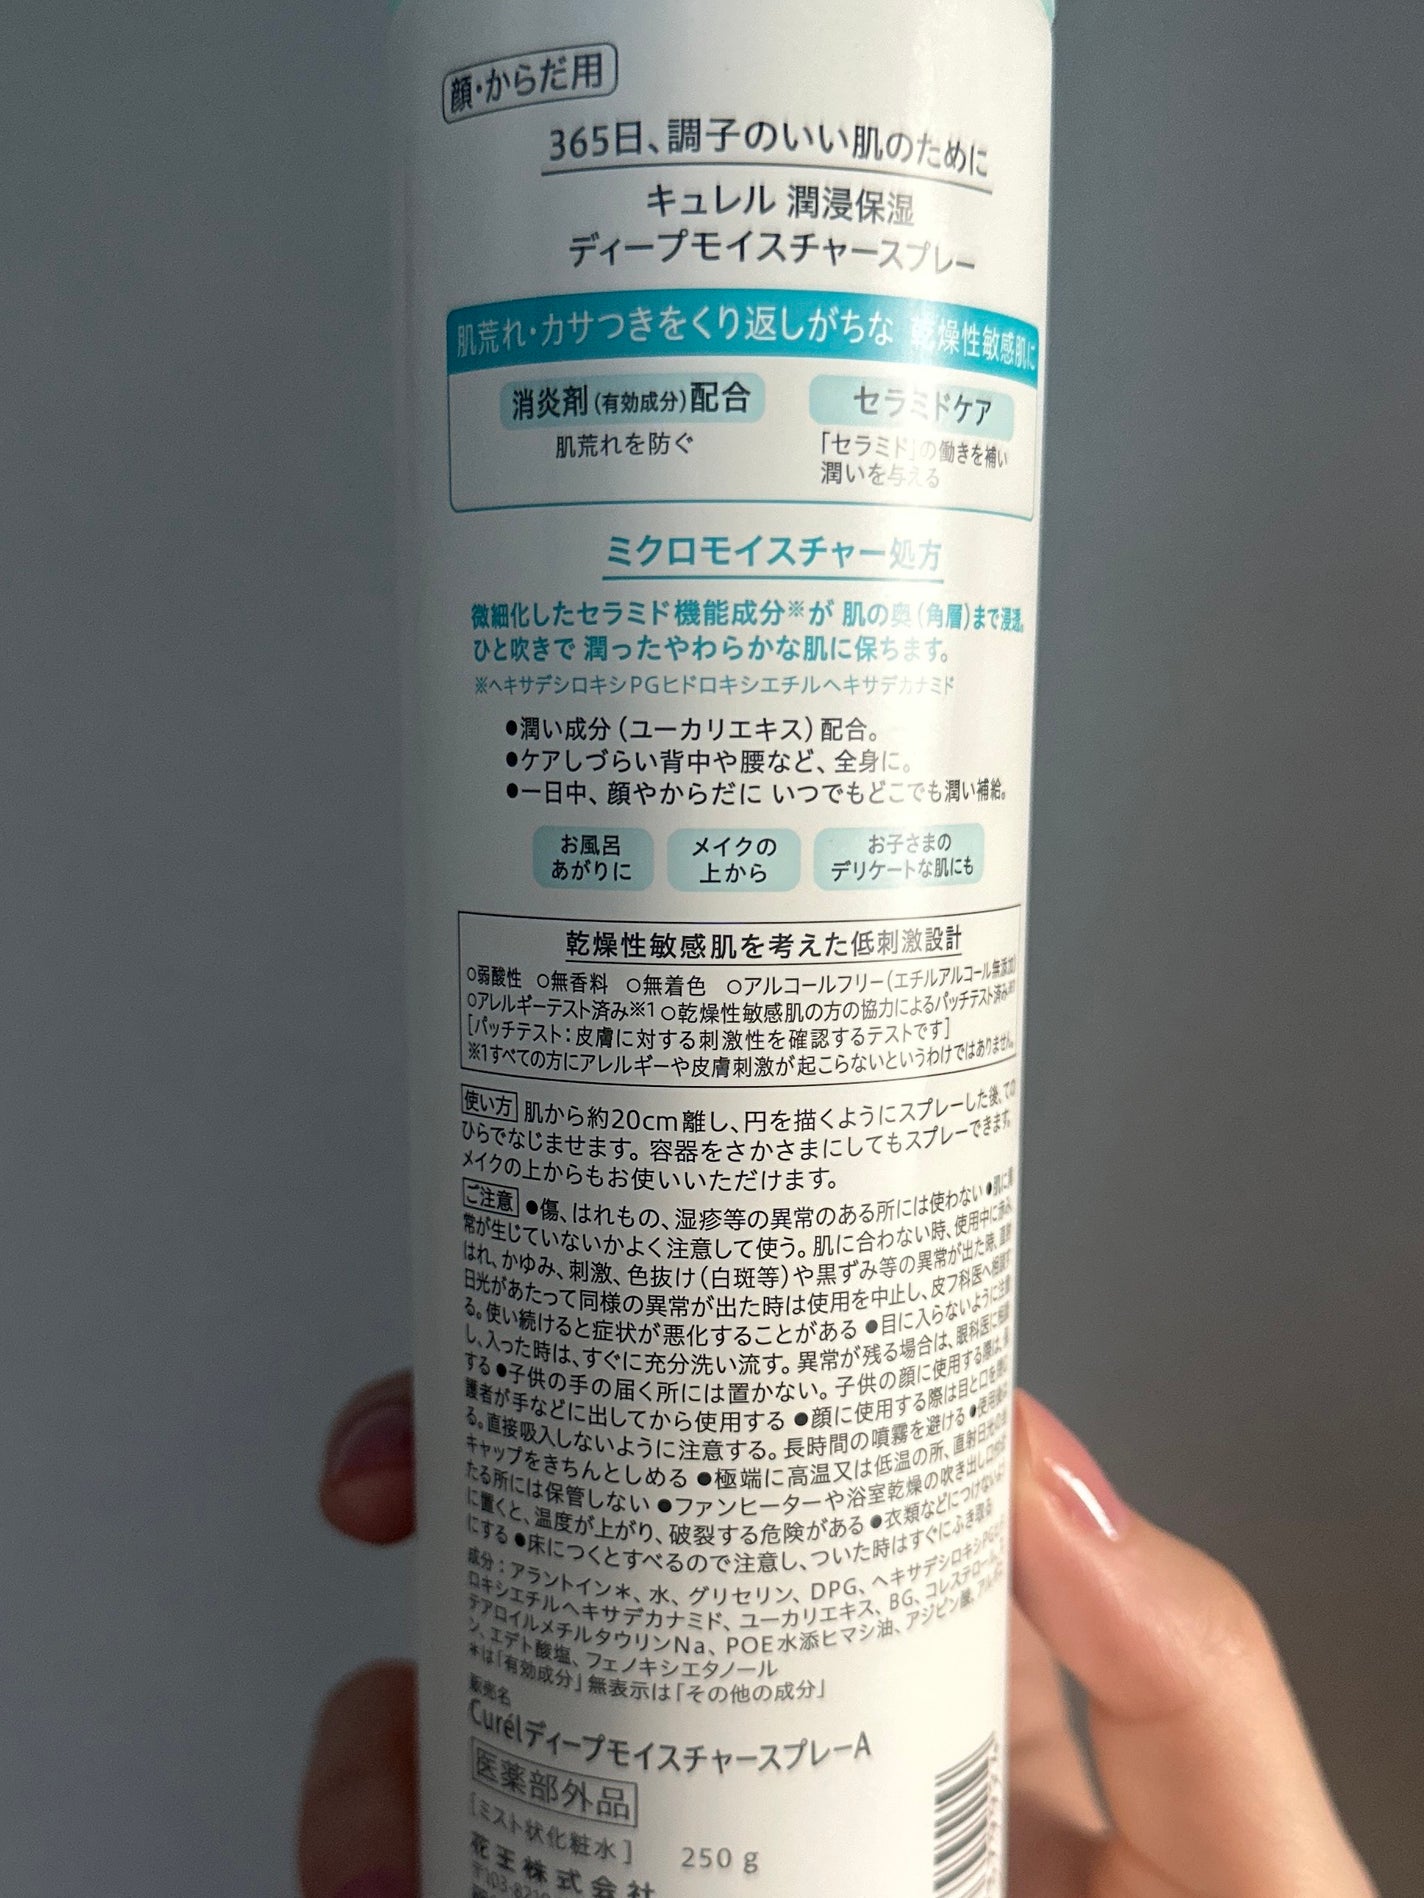 顔・からだ用
365日、調子のいい肌のために
キュレル 潤浸保湿
ディープモイスチャースプレー
肌荒れ・カサつきをくり返しがちな 乾燥性敏感肌に
消炎剤(有効成分)配合
肌荒れを防ぐ
セラミドケア
「セラミド」の働きを補い
潤いを与える
ミクロモイスチャー処方
微細化したセラミド機能成分※が 肌の奥(角層)まで浸透。
ひと吹きで 潤ったやわらかな肌に保ちます。
※ヘキサデシロキシPGヒドロキシエチルヘキサデカナミド
●潤い成分(ユーカリエキス)配合。
●ケアしづらい背中や腰など、全身に。
●一日中、顔やからだに いつでもどこでも潤い補給。
お風呂
あがりに
メイクの
上から
お子さまの
デリケートな肌にも
乾燥性敏感肌を考えた低刺激設計
○弱酸性 ○無香料 ○無着色 ○アルコールフリー(エチルアルコール無添加)
○アレルギーテスト済み※1 ○乾燥性敏感肌の方の協力によるパッチテスト済み※1
[パッチテスト:皮膚に対する刺激性を確認するテストです]
※1すべての方にアレルギーや皮膚刺激が起こらないというわけではありません。
使い方 肌から約20cm離し、円を描くようにスプレーした後、ての
ひらでなじませます。容器をさかさまにしてもスプレーできます。
メイクの上からもお使いいただけます。
ご注意 ●傷、はれもの、湿疹等の異常のある所には使わない ●肌に異
常が生じていないかよく注意して使う。肌に合わない時、使用中に赤み、
はれ、かゆみ、刺激、色抜け(白斑等)や黒ずみ等の異常が出た時、直射
日光があたって同様の異常が出た時は使用を中止し、皮フ科医へ相談す
る。使い続けると症状が悪化することがある ●目に入らないように注意
し、入った時は、すぐに充分洗い流す。異常が残る場合は、眼科医に相談
する ●子供の手の届く所には置かない。子供の顔に使用する際は、保
護者が手などに出してから使用する ●顔に使用する際は目と口を閉じ
る。直接吸入しないように注意する。長時間の噴霧を避ける ●使用後は
キャップをきちんとしめる ●極端に高温又は低温の所、直射日光のあ
たる所には保管しない ●ファンヒーターや浴室乾燥の吹き出し口付近
に置くと、温度が上がり、破裂する危険がある ●衣類などにつけないよう
にする ●床につくとすべるので注意し、ついた時はすぐにふき取る
成分:アラントイン*、水、グリセリン、DPG、ヘキサデシロキシPGヒド
ロキシエチルヘキサデカナミド、ユーカリエキス、BG、コレステロール、ス
テアロイルメチルタウリンNa、POE水添ヒマシ油、アジピン酸、アルギニ
ン、エデト酸塩、フェノキシエタノール
*は「有効成分」無表示は「その他の成分」
販売名
Curélディープモイスチャースプレー A
医薬部外品
[ミスト状化粧水] 250 g
花王株式会社